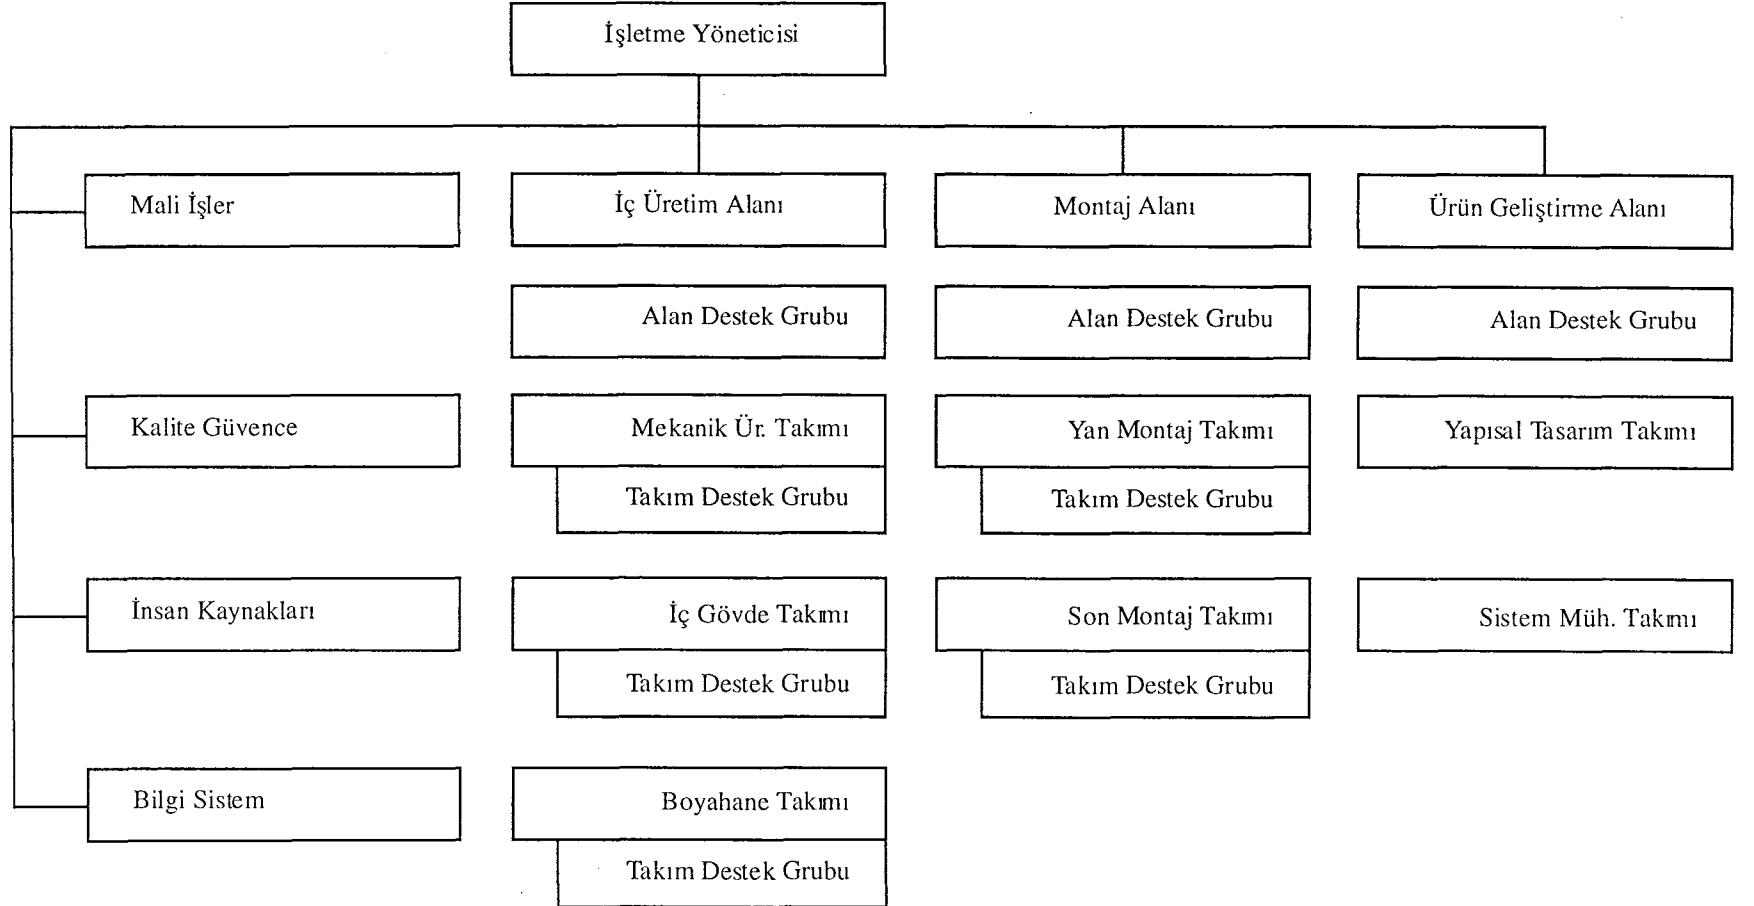 İşletme Yöneticisi
Mali İşler
İç Üretim Alanı
Montaj Alanı
Ürün Geliştirme Alanı
Alan Destek Grubu
Alan Destek Grubu
Alan Destek Grubu
Kalite Güvence
Mekanik Ür. Takımı
Yan Montaj Takımı
Yapısal Tasarım Takımı
Takım Destek Grubu
Takım Destek Grubu
İnsan Kaynakları
İç Gövde Takımı
Son Montaj Takımı
Sistem Müh. Takımı
Takım Destek Grubu
Takım Destek Grubu
Bilgi Sistem
Boyahane Takımı
Takım Destek Grubu